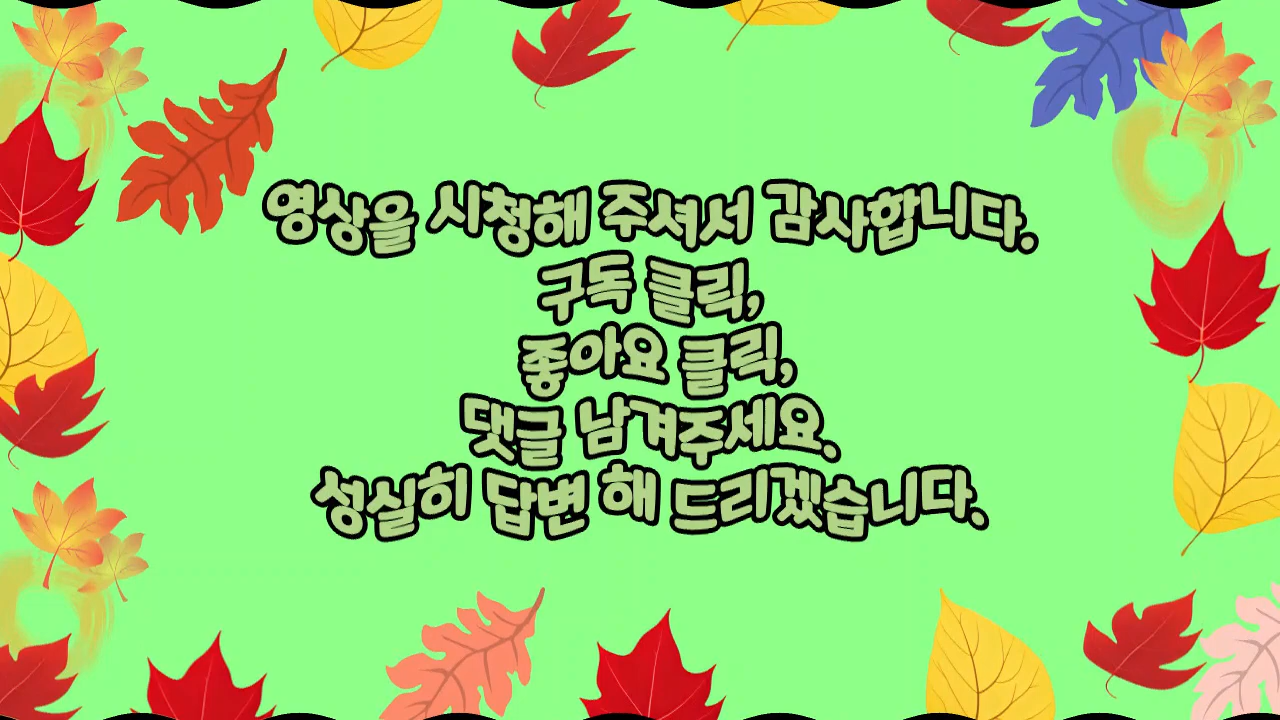 영상을 시청해 주셔서 감사합니다.
구독 클릭,
좋아요 클릭,
댓글 남겨주세요.
성실히 답변 해 드리겠습니다.